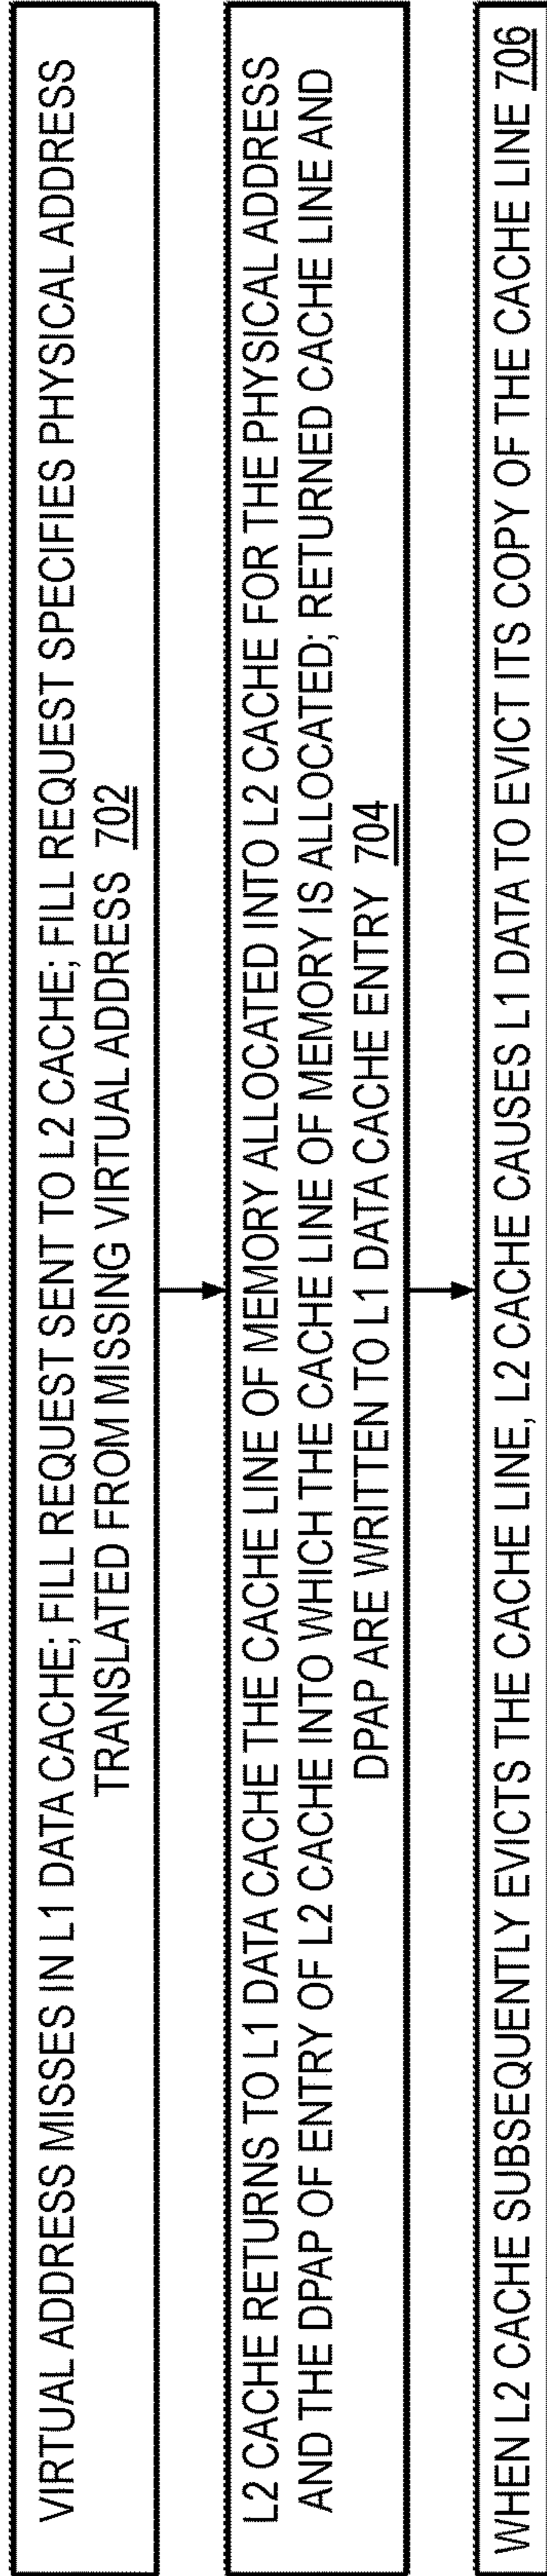 VIRTUAL ADDRESS MISSES IN L1 DATA CACHE; FILL REQUEST SENT TO L2 CACHE; FILL REQUEST SPECIFIES PHYSICAL ADDRESS
TRANSLATED FROM MISSING VIRTUAL ADDRESS 702
L2 CACHE RETURNS TO L1 DATA CACHE THE CACHE LINE OF MEMORY ALLOCATED INTO L2 CACHE FOR THE PHYSICAL ADDRESS
AND THE DPAP OF ENTRY OF L2 CACHE INTO WHICH THE CACHE LINE OF MEMORY IS ALLOCATED; RETURNED CACHE LINE AND
DPAP ARE WRITTEN TO L1 DATA CACHE ENTRY 704
WHEN L2 CACHE SUBSEQUENTLY EVICTS THE CACHE LINE, L2 CACHE CAUSES L1 DATA TO EVICT ITS COPY OF THE CACHE LINE 706